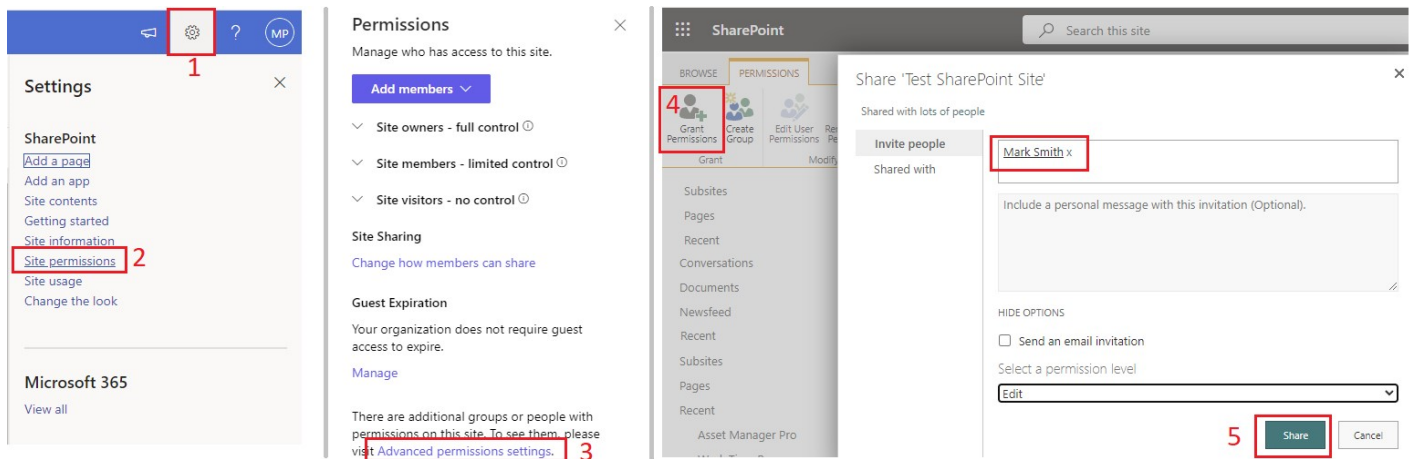 MP
1
Settings
SharePoint
Add a page
Add an app
Site contents
Getting started
Site information
Site permissions 2
Site usage
Change the look
Microsoft 365
View all
Permissions
Manage who has access to this site.
Add members
Site owners - full control
Site members - limited control
Site visitors - no control
Site Sharing
Change how members can share
Guest Expiration
Your organization does not require guest
access to expire.
Manage
There are additional groups or people with
permissions on this site. To see them, please
visit Advanced permissions settings. 3
SharePoint
Search this site
BROWSE PERMISSIONS
4
Grant Permissions
Create Group
Edit User Permissions
Grant
Modify
Subsites
Pages
Recent
Conversations
Documents
Newsfeed
Recent
Subsites
Pages
Recent
Asset Manager Pro
Share 'Test SharePoint Site'
Shared with lots of people
Invite people
Shared with
Mark Smith x
Include a personal message with this invitation (Optional).
HIDE OPTIONS
Send an email invitation
Select a permission level
Edit
5 Share Cancel